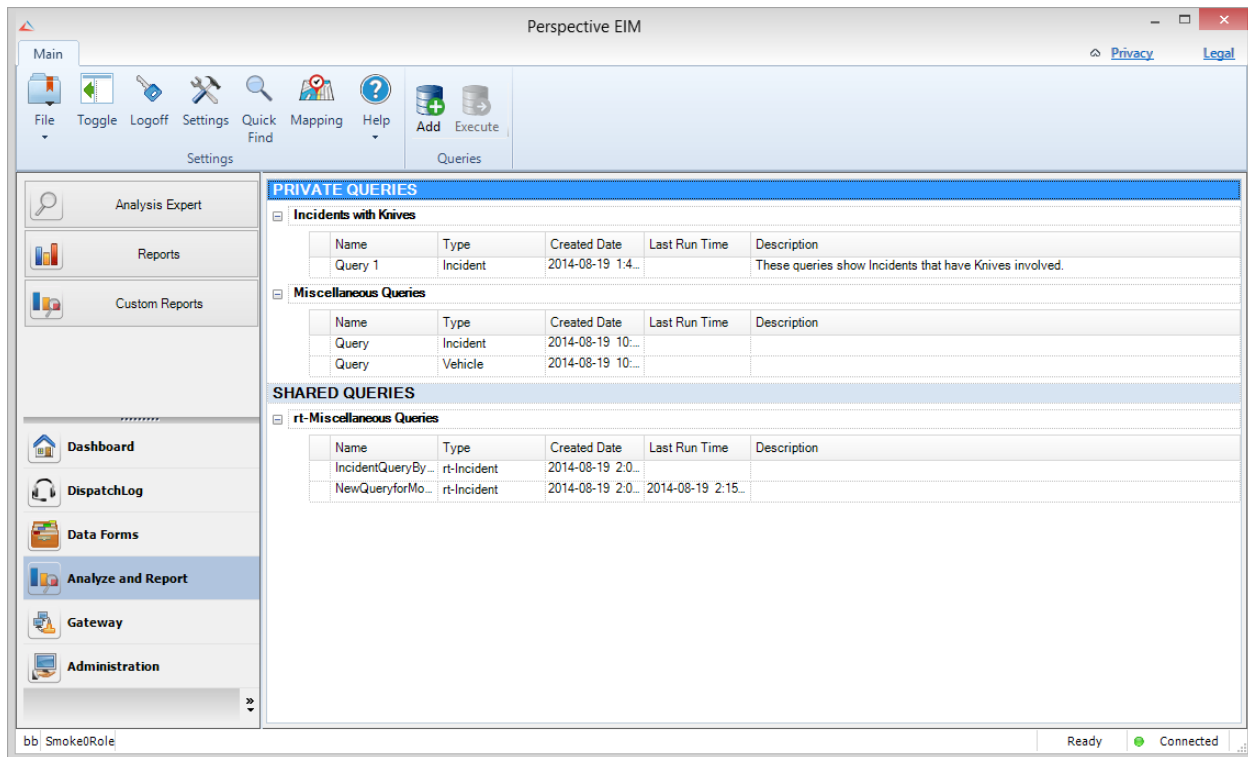 Perspective EIM
Main
Privacy Legal
File Toggle Logoff Settings Quick Find Mapping Help Add Execute
Settings Queries
Analysis Expert
Reports
Custom Reports
Dashboard
DispatchLog
Data Forms
Analyze and Report
Gateway
Administration
PRIVATE QUERIES
Incidents with Knives
Name Type Created Date Last Run Time Description
Query 1 Incident 2014-08-19 1:4... These queries show Incidents that have Knives involved.
Miscellaneous Queries
Name Type Created Date Last Run Time Description
Query Incident 2014-08-19 10:...
Query Vehicle 2014-08-19 10:...
SHARED QUERIES
rt-Miscellaneous Queries
Name Type Created Date Last Run Time Description
IncidentQueryBy... rt-Incident 2014-08-19 2:0...
NewQueryforMo... rt-Incident 2014-08-19 2:0... 2014-08-19 2:15...
bb Smoke0Role Ready Connected